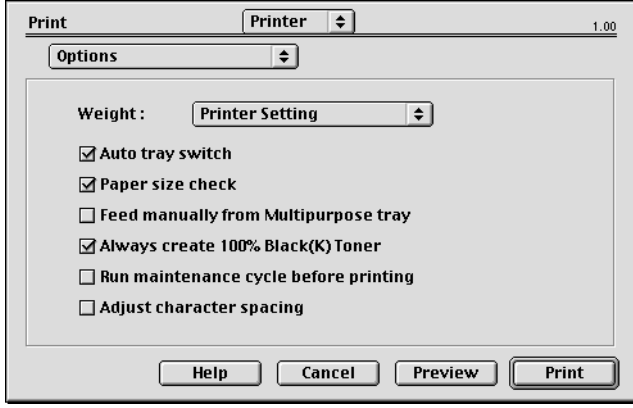 Print Printer 1.00
Options
Weight : Printer Setting
Auto tray switch
Paper size check
Feed manually from Multipurpose tray
Always create 100% Black(K) Toner
Run maintenance cycle before printing
Adjust character spacing
Help Cancel Preview Print